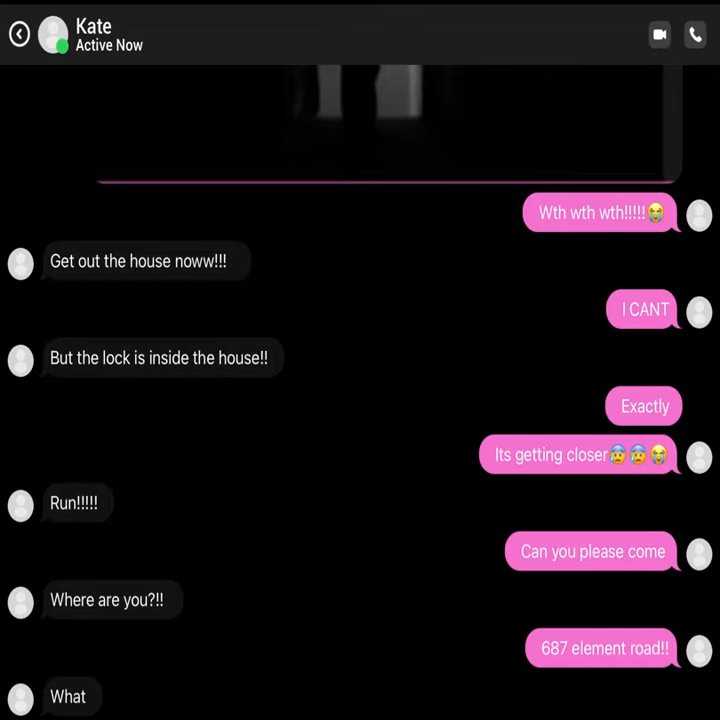 Kate
Active Now
Wth wth wth!!!!!😭
Get out the house noww!!!
I CANT
But the lock is inside the house!!
Exactly
Its getting closer😰😰😭
Run!!!!!
Can you please come
Where are you?!!
687 element road!!
What